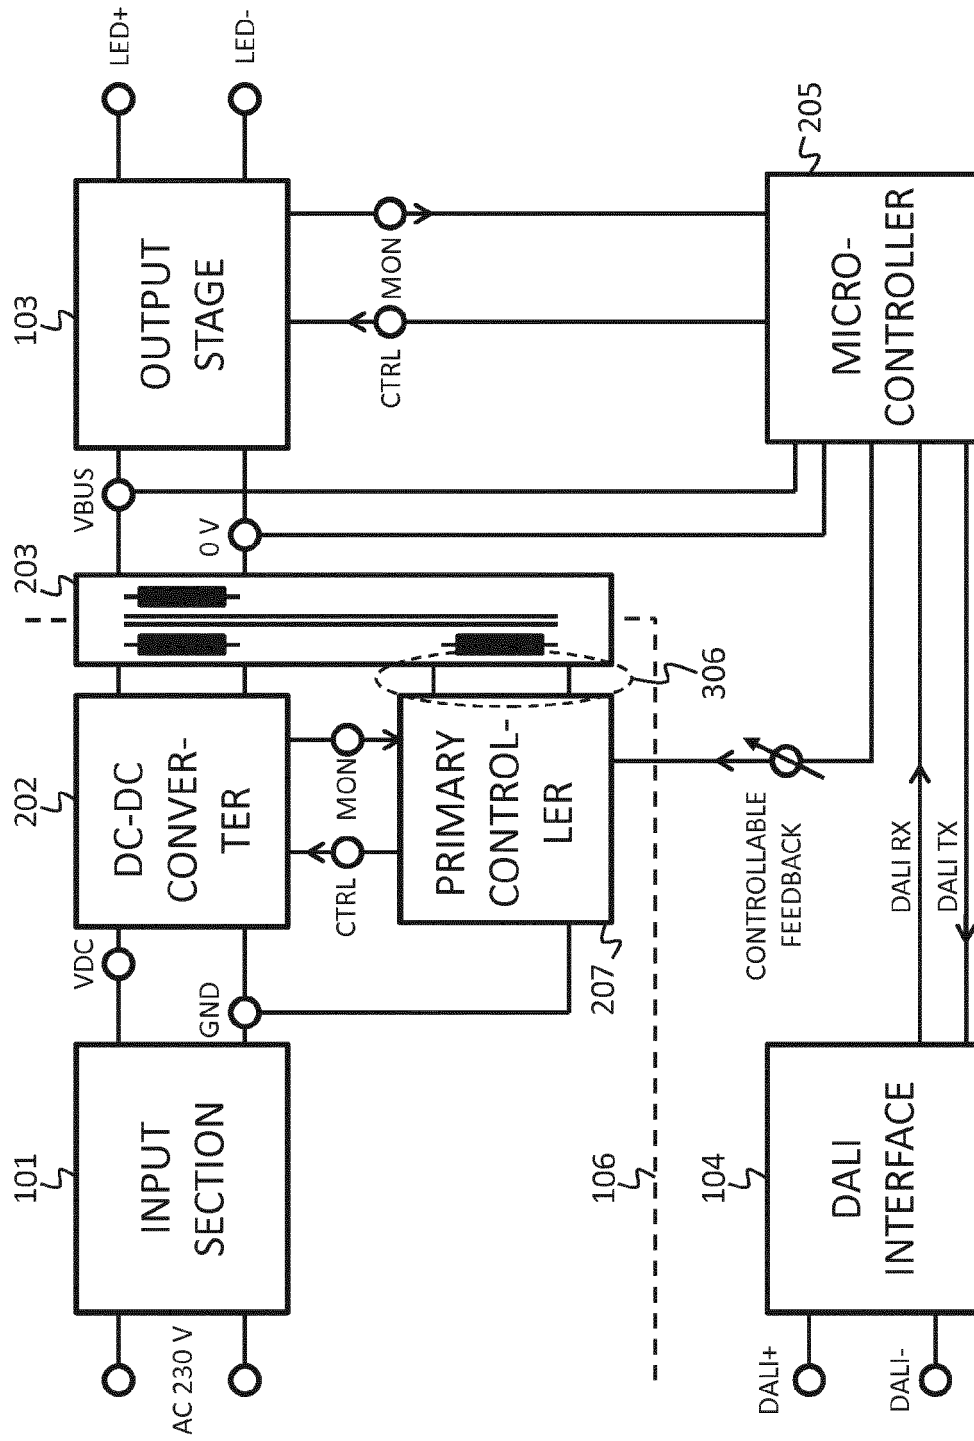 101
INPUT
SECTION
AC 230 V
VDC
GND
202
DC-DC
CONVER-
TER
CTRL
MON
PRIMARY
CONTROL-
LER
207
203
306
VBUS
0 V
103
OUTPUT
STAGE
LED+
LED-
CTRL
MON
106
104
DALI
INTERFACE
DALI+
DALI-
CONTROLLABLE
FEEDBACK
DALI RX
DALI TX
205
MICRO-
CONTROLLER